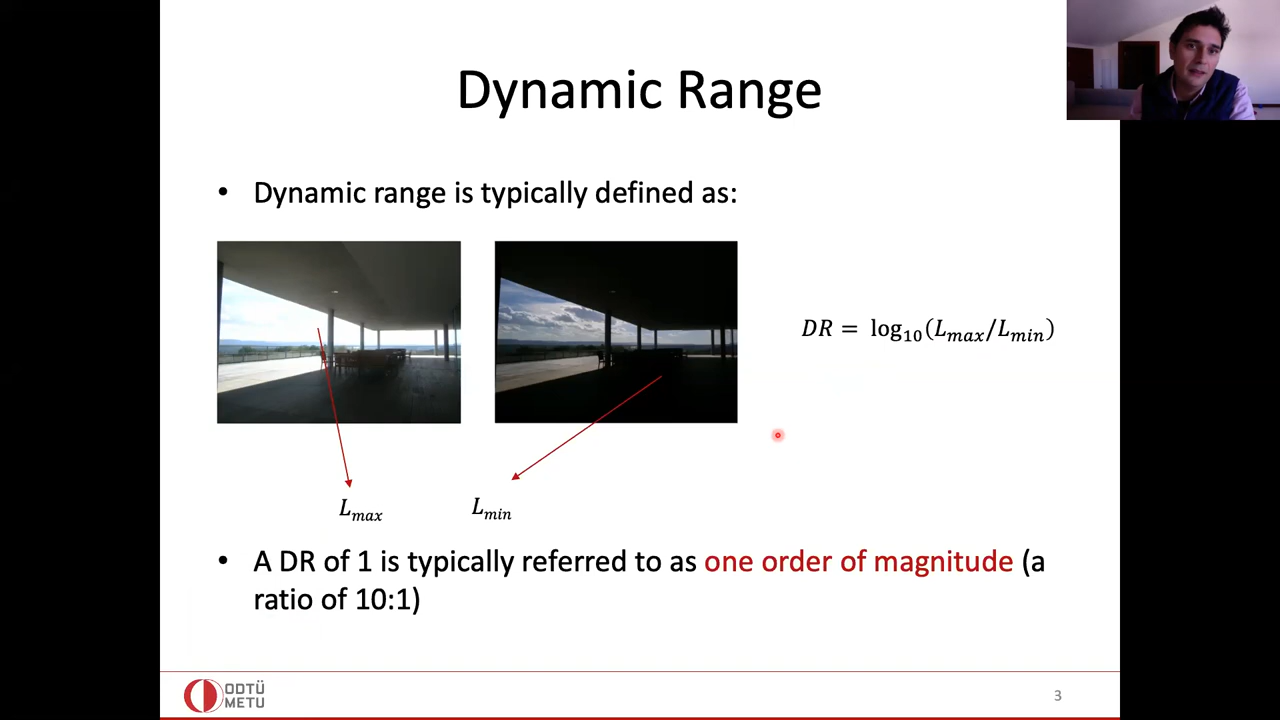 Dynamic Range
• Dynamic range is typically defined as:
DR = log₁₀(Lₘₐₓ/Lₘᵢₙ)
Lₘₐₓ
Lₘᵢₙ
• A DR of 1 is typically referred to as one order of magnitude (a
ratio of 10:1)
ODTÜ
METU
3